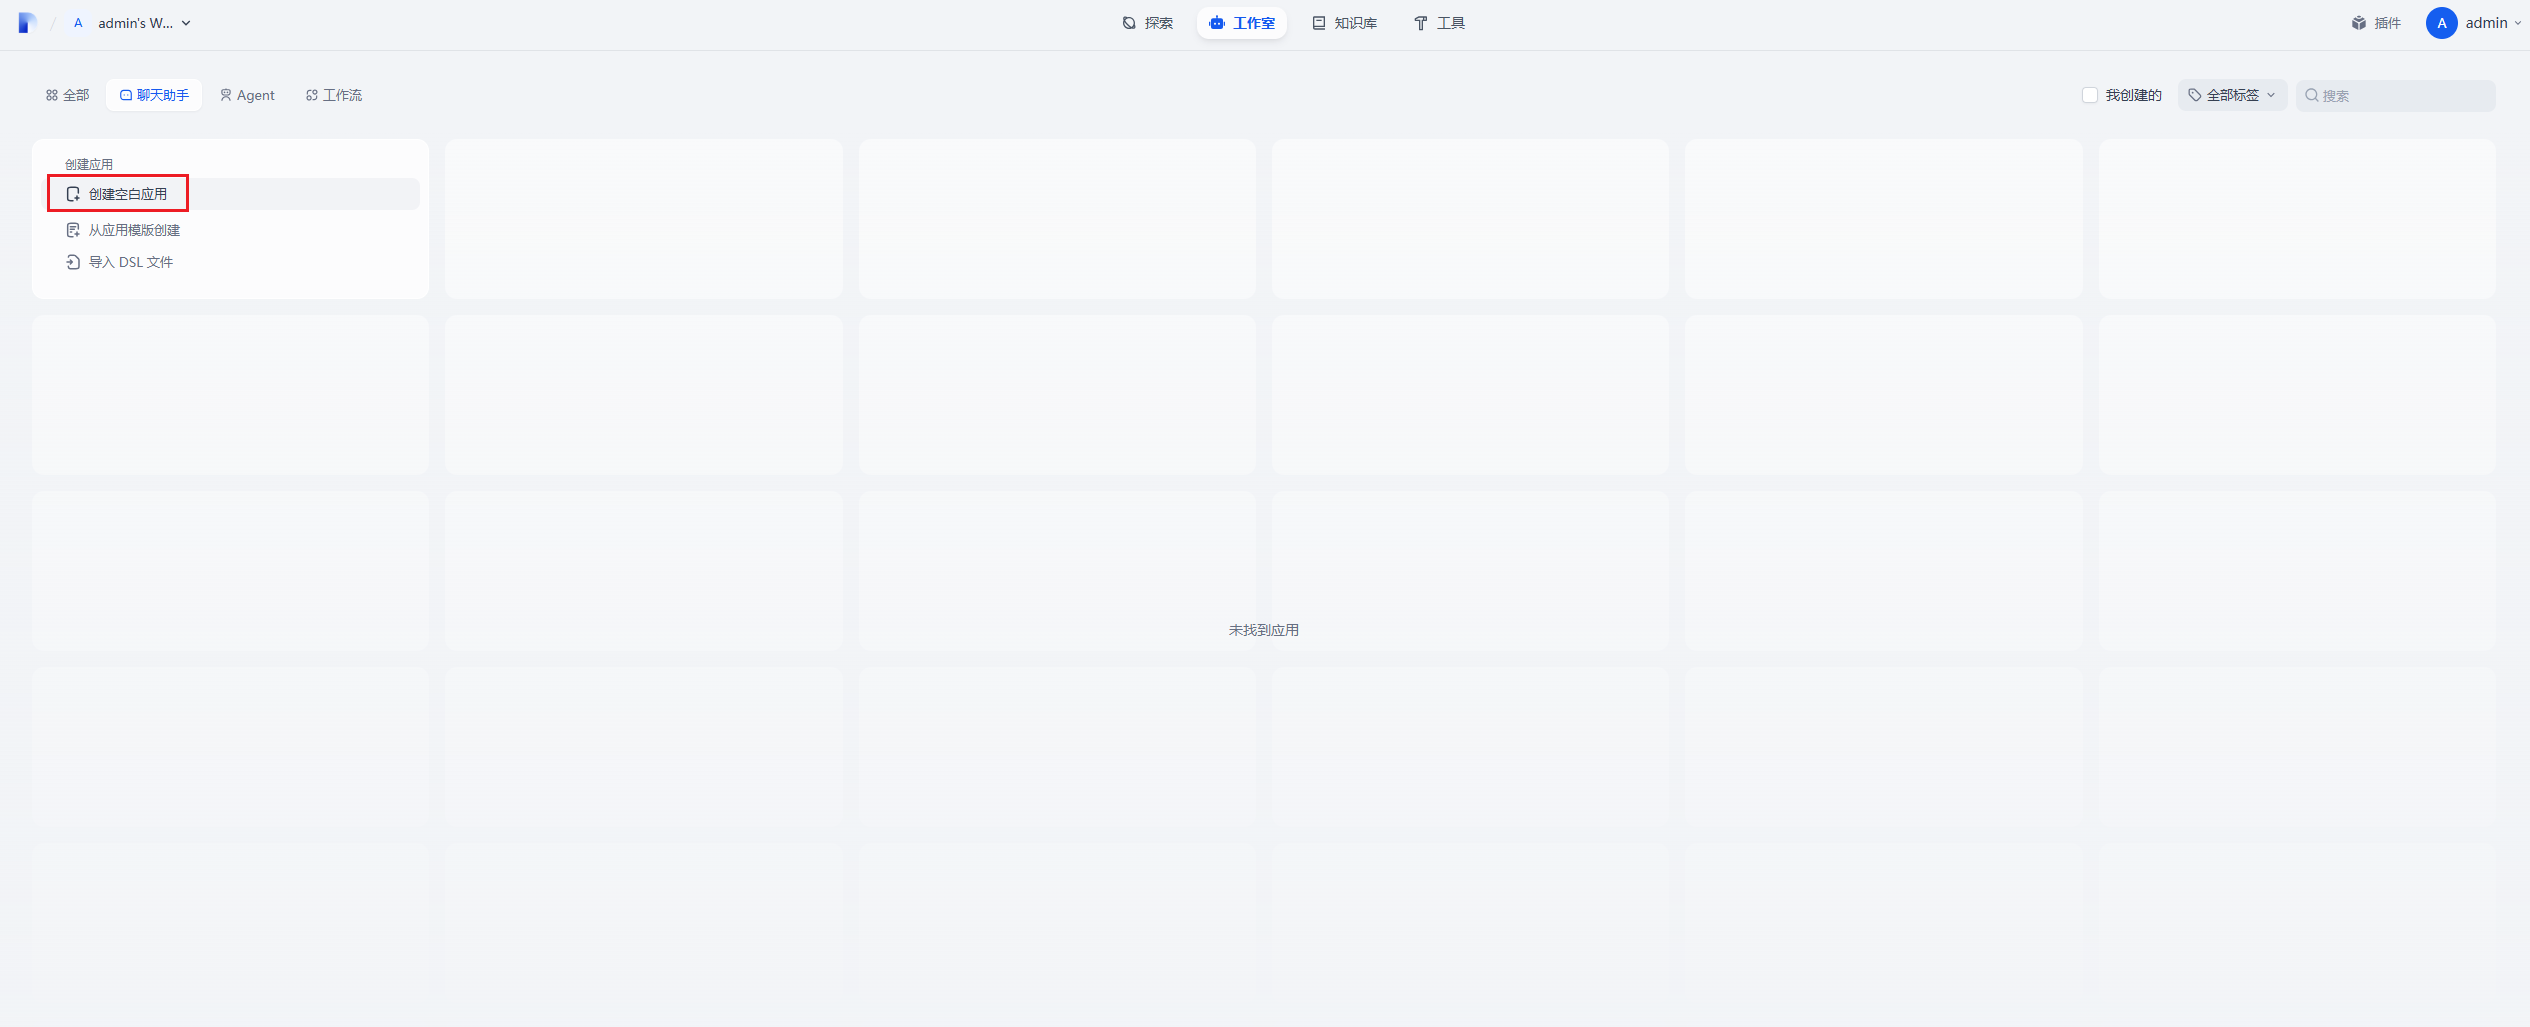 / A admin's W...
探索
工作室
知识库
工具
插件
A admin
全部
聊天助手
Agent
工作流
我创建的
全部标签
搜索
创建应用
创建空白应用
从应用模版创建
导入 DSL 文件
未找到应用